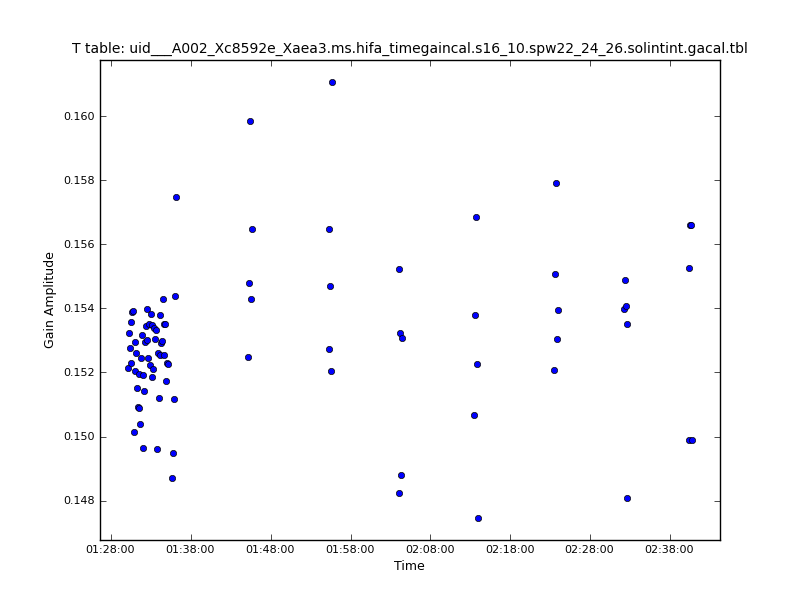 T table: uid___A002_Xc8592e_Xaea3.ms.hifa_timegaincal.s16_10.spw22_24_26.solintint.gacal.tbl
0.160
0.158
0.156
0.154
0.152
0.150
0.148
Gain Amplitude
01:28:00 01:38:00 01:48:00 01:58:00 02:08:00 02:18:00 02:28:00 02:38:00
Time